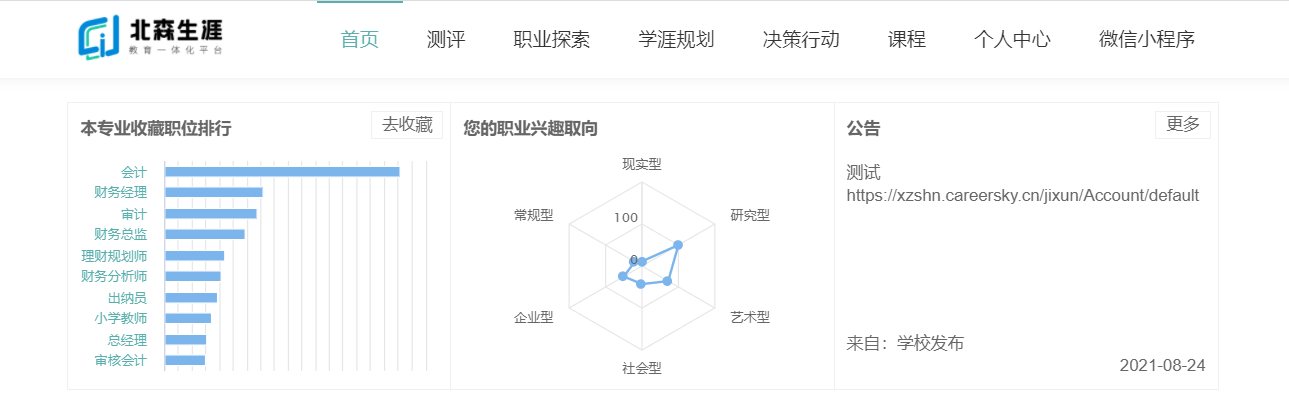 北森生涯
教育一体化平台
首页 测评 职业探索 学涯规划 决策行动 课程 个人中心 微信小程序
本专业收藏职位排行 去收藏
会计
财务经理
审计
财务总监
理财规划师
财务分析师
出纳员
小学教师
总经理
审核会计
您的职业兴趣取向
现实型
常规型
研究型
100
0
企业型
艺术型
社会型
公告 更多
测试
https://xzshn.careersky.cn/jixun/Account/default
来自：学校发布
2021-08-24